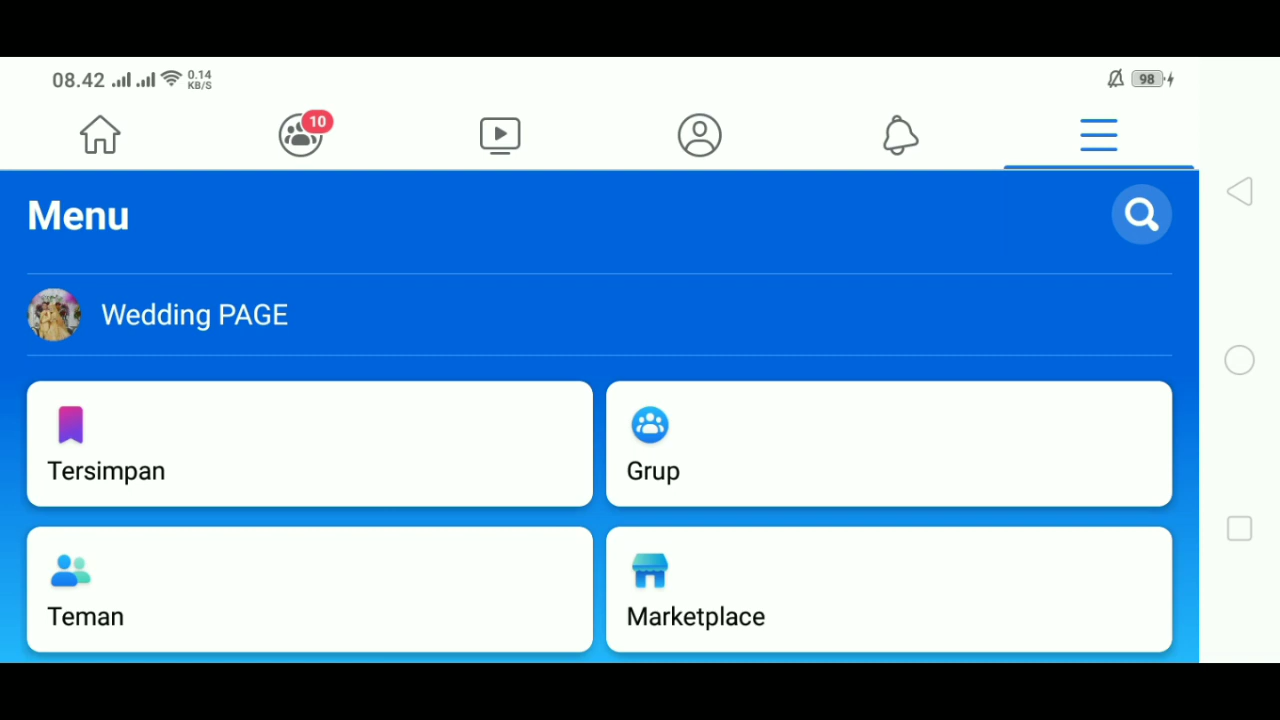 08.42 0.14 KB/S 98
10
Menu
Wedding PAGE
Tersimpan
Grup
Teman
Marketplace